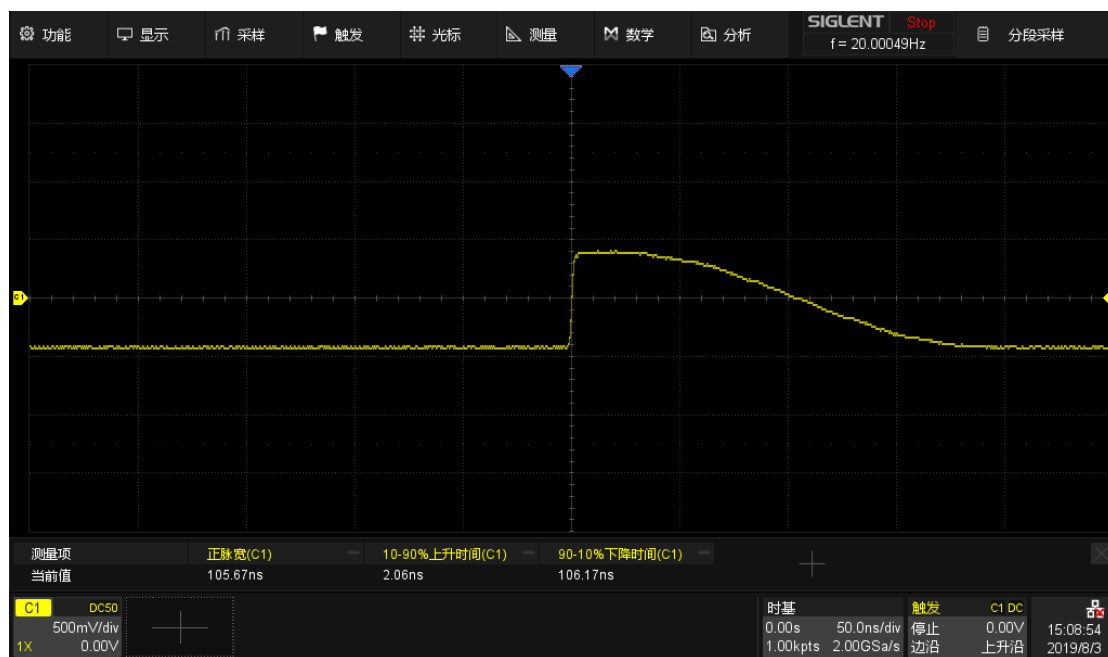 功能 显示 采样 触发 光标 测量 数学 分析 SIGLENT Stop 分段采样
f = 20.00049Hz
C1
测量项 正脉宽(C1) 10-90%上升时间(C1) 90-10%下降时间(C1)
当前值 105.67ns 2.06ns 106.17ns
C1 DC50 时基 触发 C1 DC
500mV/div 0.00s 50.0ns/div 停止 0.00V 15:08:54
1X 0.00V 1.00kpts 2.00GSa/s 边沿 上升沿 2019/8/3